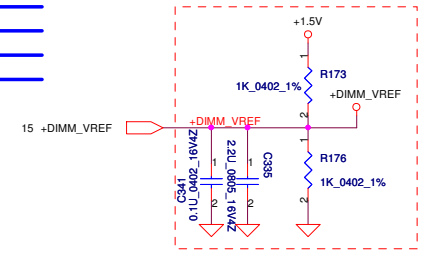 +1.5V
1
R173
1K_0402_1%
2
+DIMM_VREF
15 +DIMM_VREF
+DIMM_VREF
1
R176
1K_0402_1%
2
C341
0.1U_0402_16V4Z
1
2
2.2U_0805_16V4Z
C335
1
2